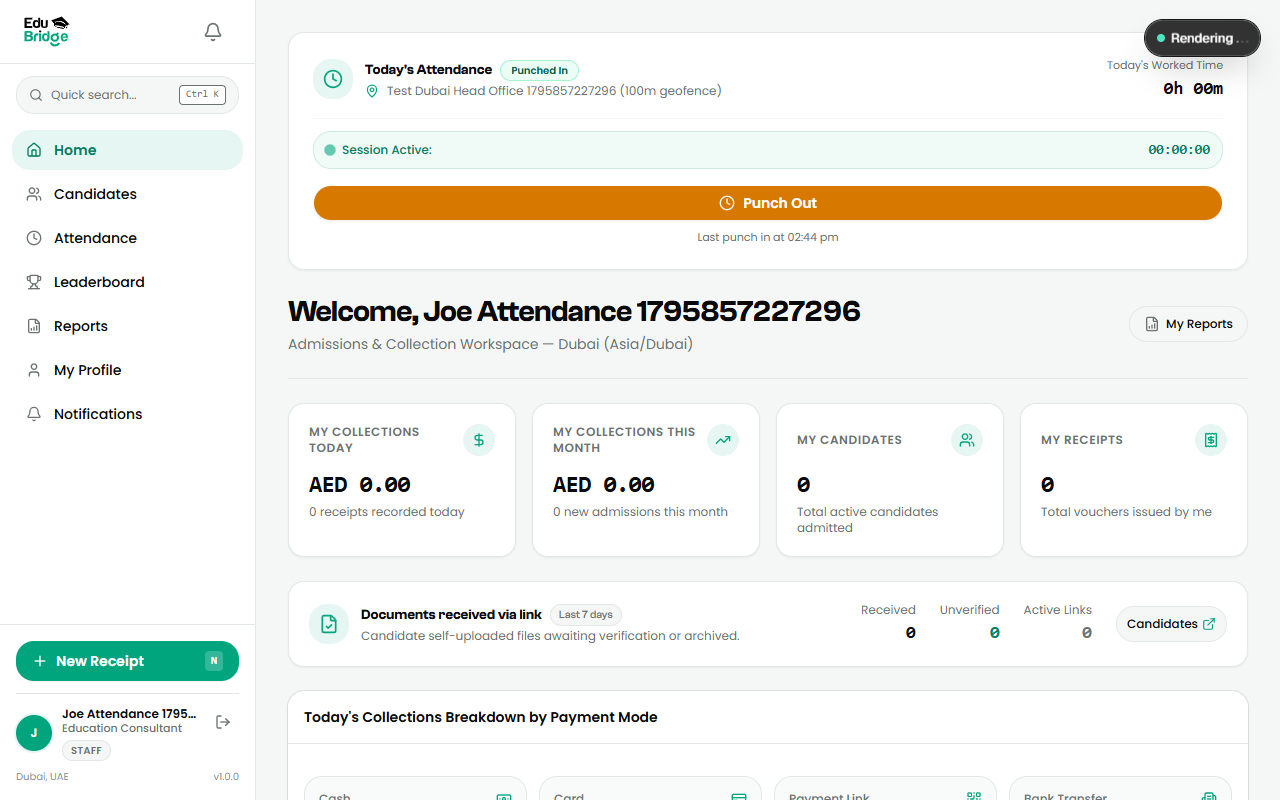 Edu
Bridge
Quick search...
Ctrl K
Home
Candidates
Attendance
Leaderboard
Reports
My Profile
Notifications
+ New Receipt
N
J
Joe Attendance 1795...
Education Consultant
STAFF
Dubai, UAE
v1.0.0
Rendering...
Today's Attendance
Punched In
Test Dubai Head Office 1795857227296 (100m geofence)
Today's Worked Time
0h 00m
Session Active:
00:00:00
Punch Out
Last punch in at 02:44 pm
Welcome, Joe Attendance 1795857227296
Admissions & Collection Workspace — Dubai (Asia/Dubai)
My Reports
MY COLLECTIONS
TODAY
AED 0.00
0 receipts recorded today
MY COLLECTIONS THIS
MONTH
AED 0.00
0 new admissions this month
MY CANDIDATES
0
Total active candidates
admitted
MY RECEIPTS
0
Total vouchers issued by me
Documents received via link
Last 7 days
Candidate self-uploaded files awaiting verification or archived.
Received
0
Unverified
0
Active Links
0
Candidates
Today's Collections Breakdown by Payment Mode
Cash
Card
Payment Link
Bank Transfer